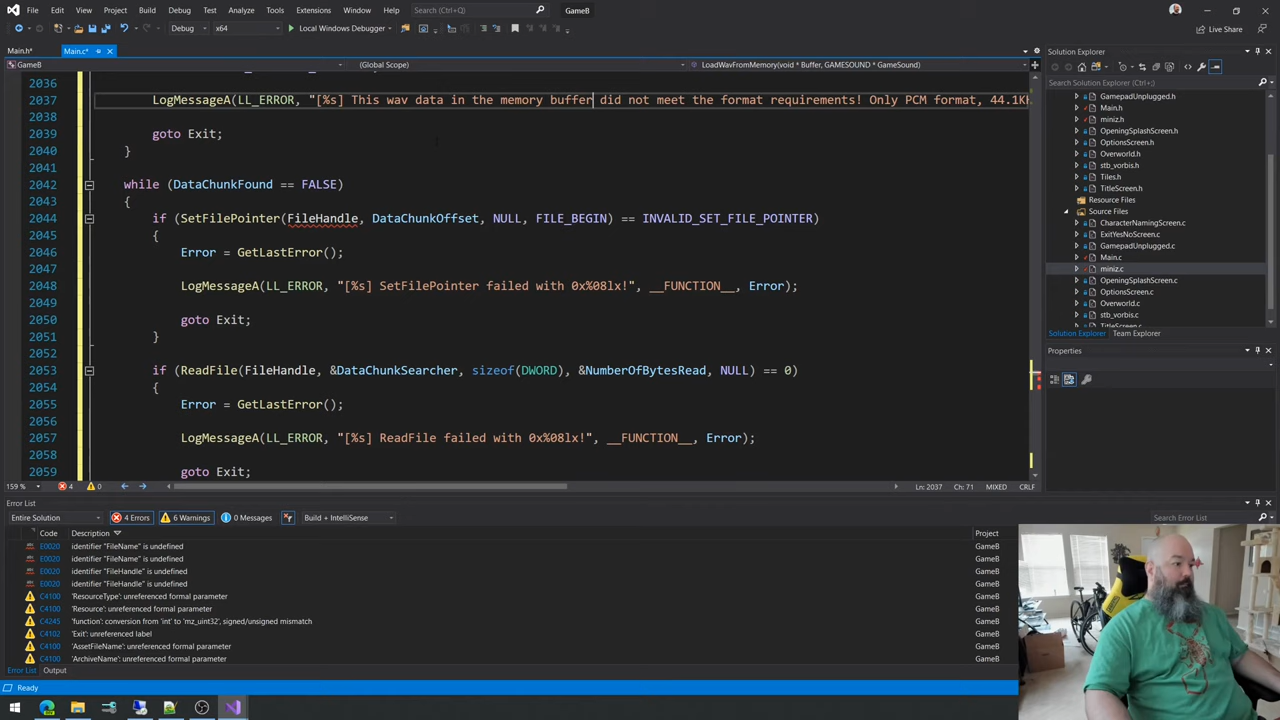 File Edit View Git Project Build Debug Test Analyze Tools Extensions Window Help Search (Ctrl+Q) GameB
Debug x64 Local Windows Debugger Live Share
Main.h* Main.c*
GameB (Global Scope) LoadWavFromMemory(void * Buffer, GAMESOUND * GameSound)
2036
2037 LogMessageA(LL_ERROR, "[%s] This wav data in the memory buffer did not meet the format requirements! Only PCM format, 44.1K
2038
2039 goto Exit;
2040 }
2041
2042 while (DataChunkFound == FALSE)
2043 {
2044 if (SetFilePointer(FileHandle, DataChunkOffset, NULL, FILE_BEGIN) == INVALID_SET_FILE_POINTER)
2045 {
2046 Error = GetLastError();
2047
2048 LogMessageA(LL_ERROR, "[%s] SetFilePointer failed with 0x%08lx!", __FUNCTION__, Error);
2049
2050 goto Exit;
2051 }
2052
2053 if (ReadFile(FileHandle, &DataChunkSearcher, sizeof(DWORD), &NumberOfBytesRead, NULL) == 0)
2054 {
2055 Error = GetLastError();
2056
2057 LogMessageA(LL_ERROR, "[%s] ReadFile failed with 0x%08lx!", __FUNCTION__, Error);
2058
2059 goto Exit;
159 % 4 0 Ln: 2037 Ch: 71 MIXED CRLF
Solution Explorer
Search Solution Explorer (Ctrl+;)
GamepadUnplugged.h
Main.h
miniz.h
OpeningSplashScreen.h
OptionsScreen.h
Overworld.h
stb_vorbis.h
Tiles.h
TitleScreen.h
Resource Files
Source Files
CharacterNamingScreen.c
ExitYesNoScreen.c
GamepadUnplugged.c
Main.c
miniz.c
OpeningSplashScreen.c
OptionsScreen.c
Overworld.c
stb_vorbis.c
TitleScreen.c
Solution Explorer Team Explorer
Properties
Error List
Entire Solution 4 Errors 6 Warnings 0 Messages Build + IntelliSense Search Error List
Code Description Project
E0020 identifier "FileName" is undefined GameB
E0020 identifier "FileName" is undefined GameB
E0020 identifier "FileHandle" is undefined GameB
E0020 identifier "FileHandle" is undefined GameB
C4100 'ResourceType': unreferenced formal parameter GameB
C4100 'Resource': unreferenced formal parameter GameB
C4245 'function': conversion from 'int' to 'mz_uint32', signed/unsigned mismatch GameB
C4102 'Exit': unreferenced label GameB
C4100 'AssetFileName': unreferenced formal parameter GameB
C4100 'ArchiveName': unreferenced formal parameter GameB
Error List Output
Ready